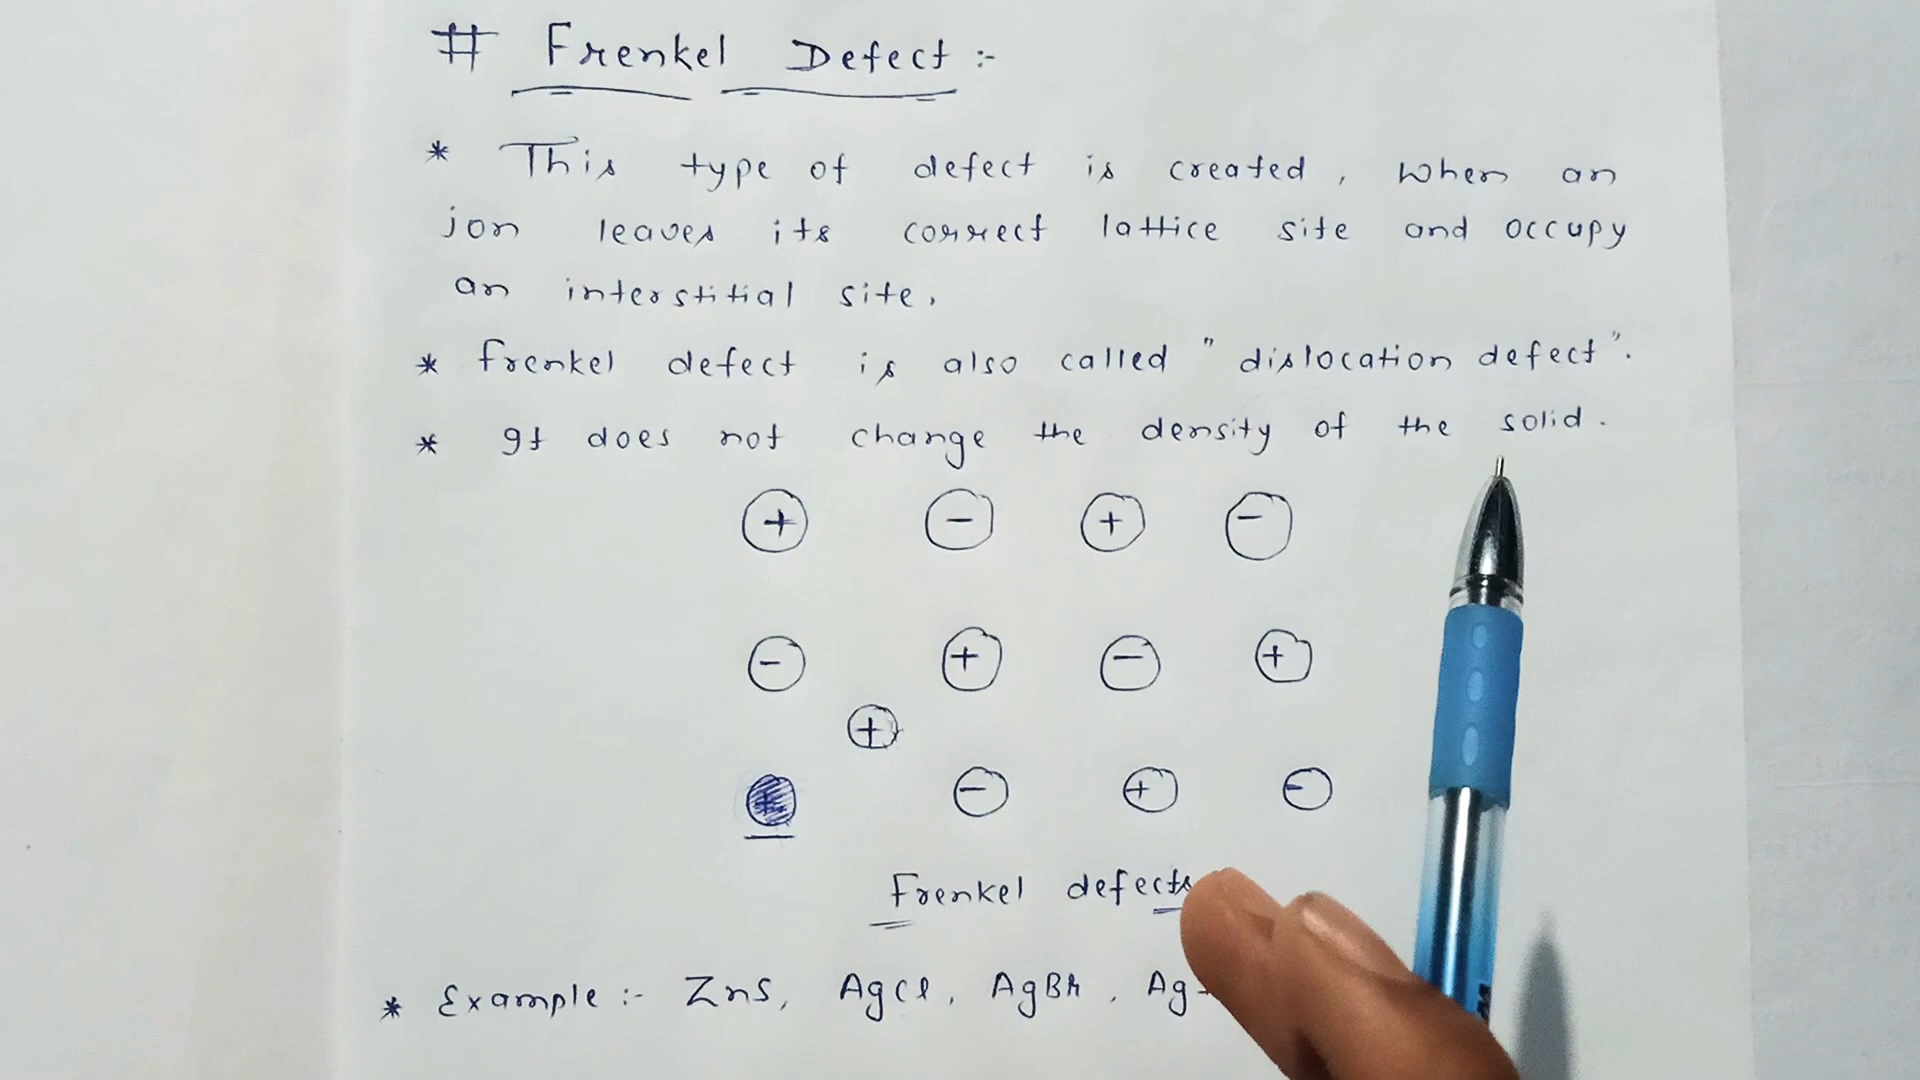 # Frenkel Defect :-
* This type of defect is created, when an
ion leaves its correct lattice site and occupy
an interstitial site.
* Frenkel defect is also called "dislocation defect".
* It does not change the density of the solid.
+ - + -
- + - +
+
+ - + -
Frenkel defects
* Example :- ZnS, AgCl, AgBr, Ag